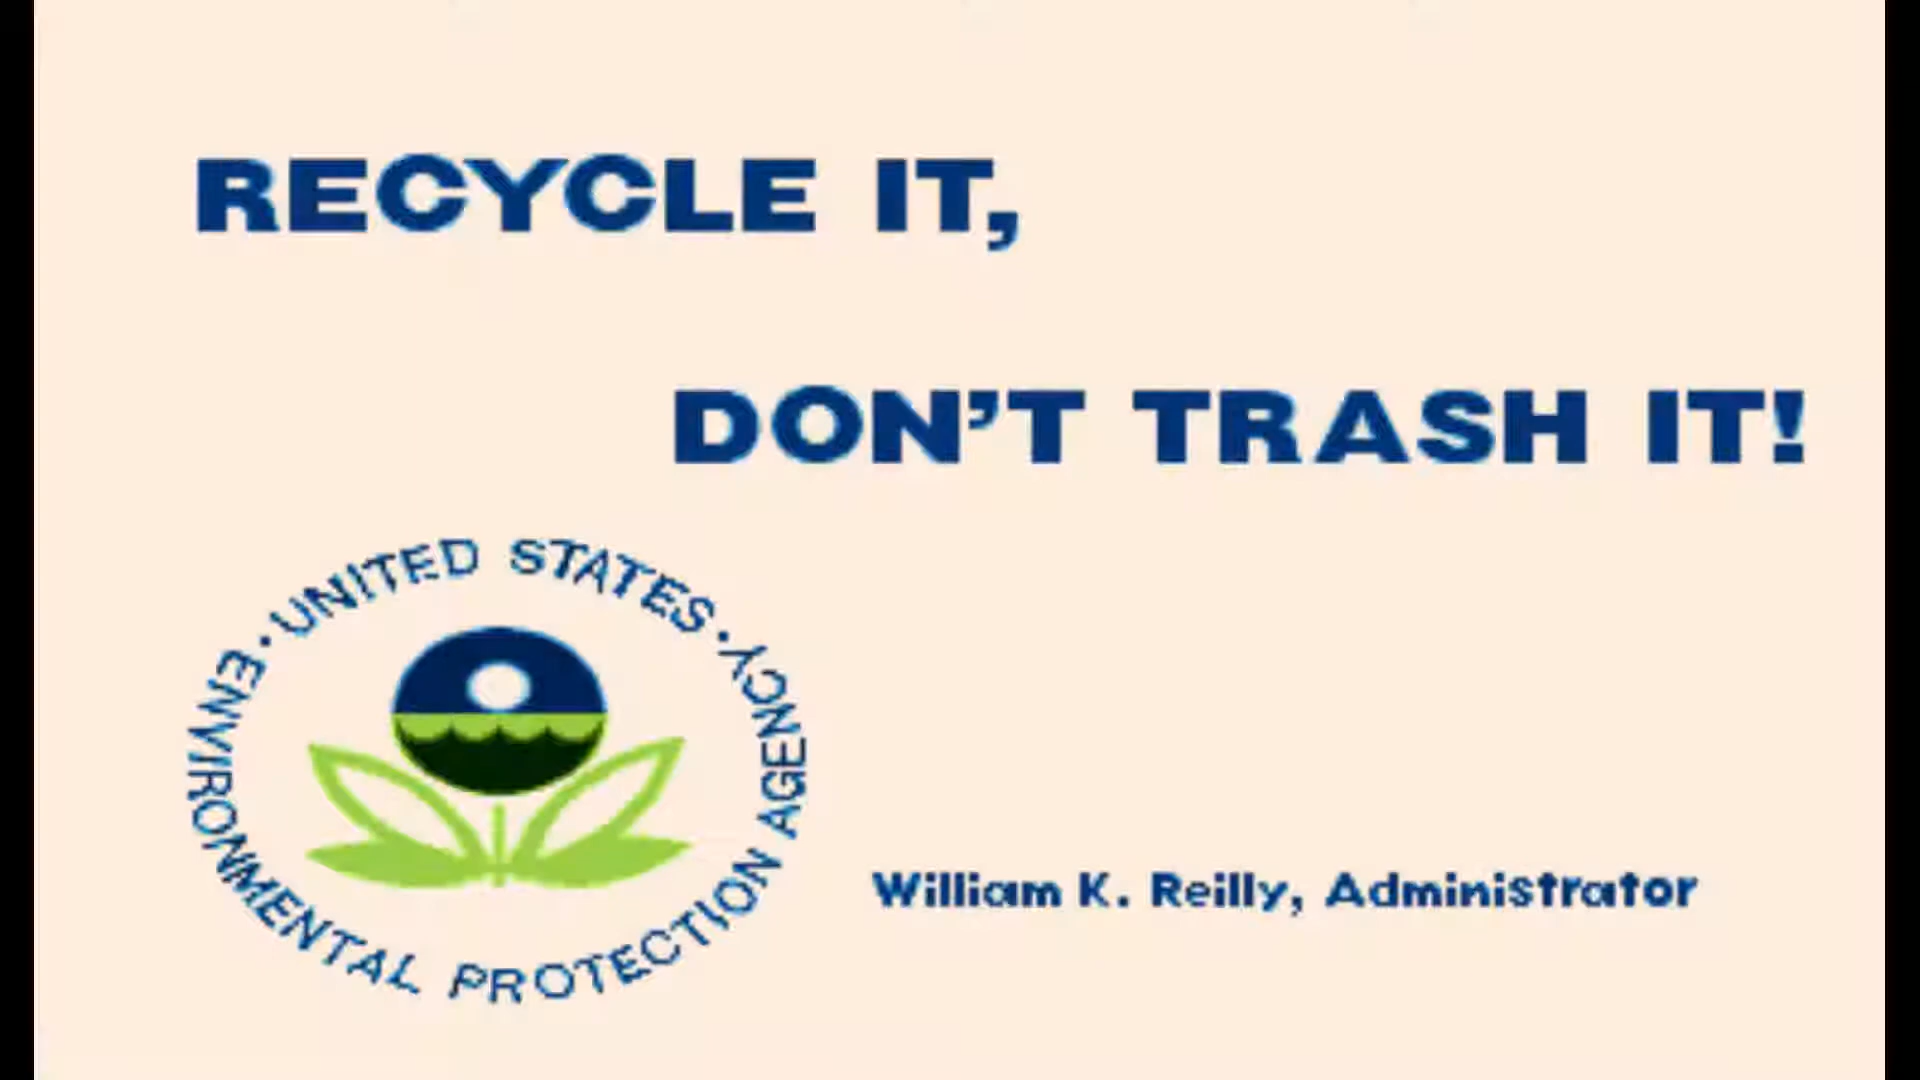 RECYCLE IT,
DON'T TRASH IT!
· UNITED STATES ·
ENVIRONMENTAL PROTECTION AGENCY
William K. Reilly, Administrator